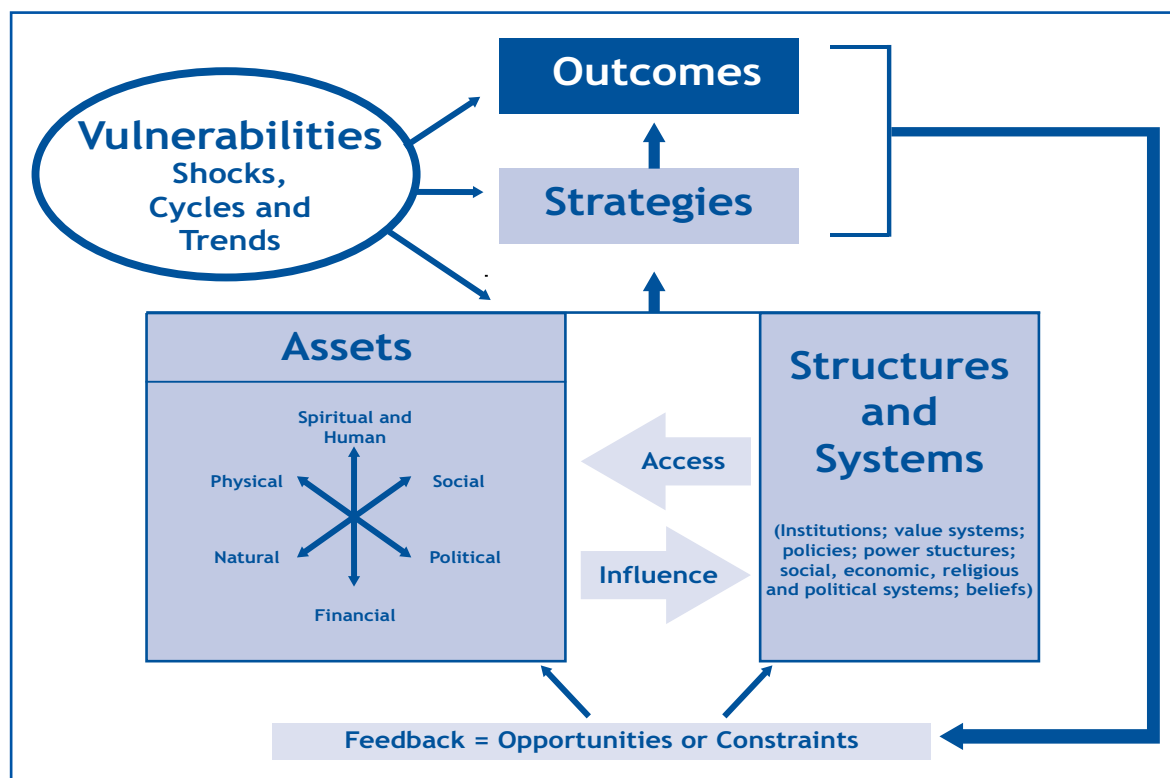 Outcomes
Vulnerabilities
Shocks,
Cycles and
Trends
Strategies
Assets
Spiritual and
Human
Physical
Social
Natural
Political
Financial
Access
Influence
Structures
and
Systems
(Institutions; value systems;
policies; power stuctures;
social, economic, religious
and political systems; beliefs)
Feedback = Opportunities or Constraints